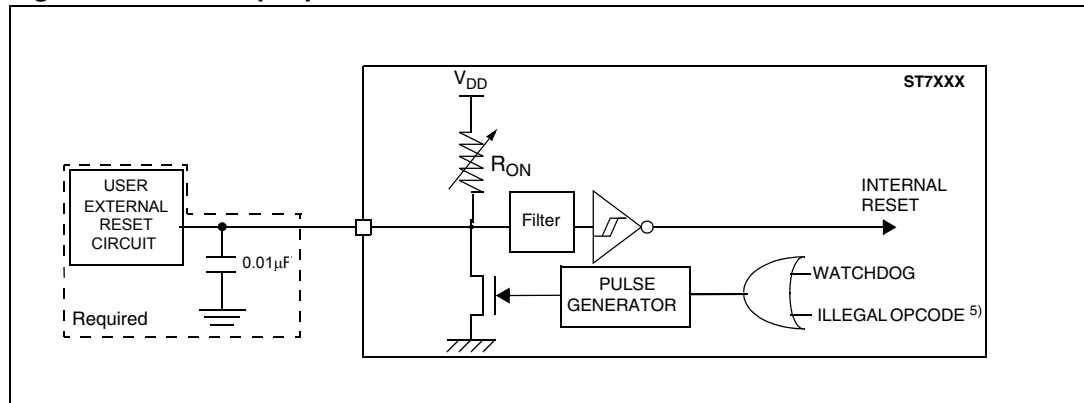 V_DD
ST7XXX
R_ON
USER
EXTERNAL
RESET
CIRCUIT
0.01µF
Required
Filter
INTERNAL
RESET
PULSE
GENERATOR
WATCHDOG
ILLEGAL OPCODE 5)